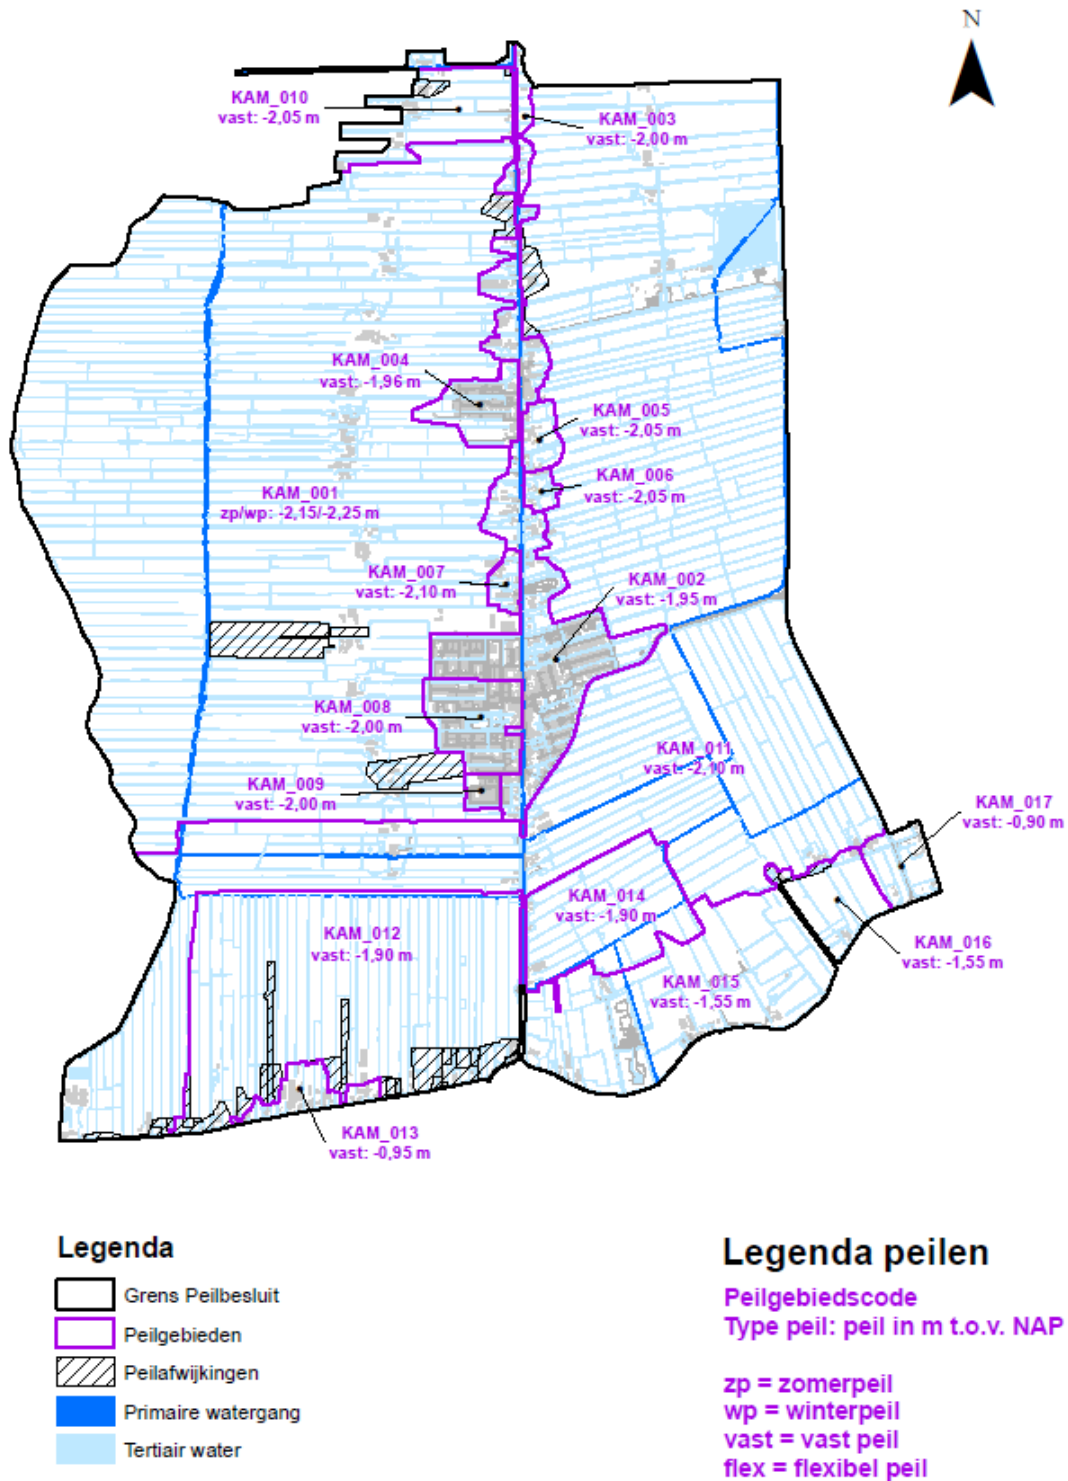 N
KAM_010
vast: -2,05 m
KAM_003
vast: -2,00 m
KAM_004
vast: -1,96 m
KAM_005
vast: -2,05 m
KAM_006
vast: -2,05 m
KAM_001
zp/wp: -2,15/-2,25 m
KAM_007
vast: -2,10 m
KAM_002
vast: -1,95 m
KAM_008
vast: -2,00 m
KAM_011
vast: -2,10 m
KAM_009
vast: -2,00 m
KAM_017
vast: -0,90 m
KAM_014
vast: -1,90 m
KAM_012
vast: -1,90 m
KAM_016
vast: -1,55 m
KAM_015
vast: -1,55 m
KAM_013
vast: -0,95 m
Legenda
Grens Peilbesluit
Peilgebieden
Peilafwijkingen
Primaire watergang
Tertiair water
Legenda peilen
Peilgebiedscode
Type peil: peil in m t.o.v. NAP
zp = zomerpeil
wp = winterpeil
vast = vast peil
flex = flexibel peil